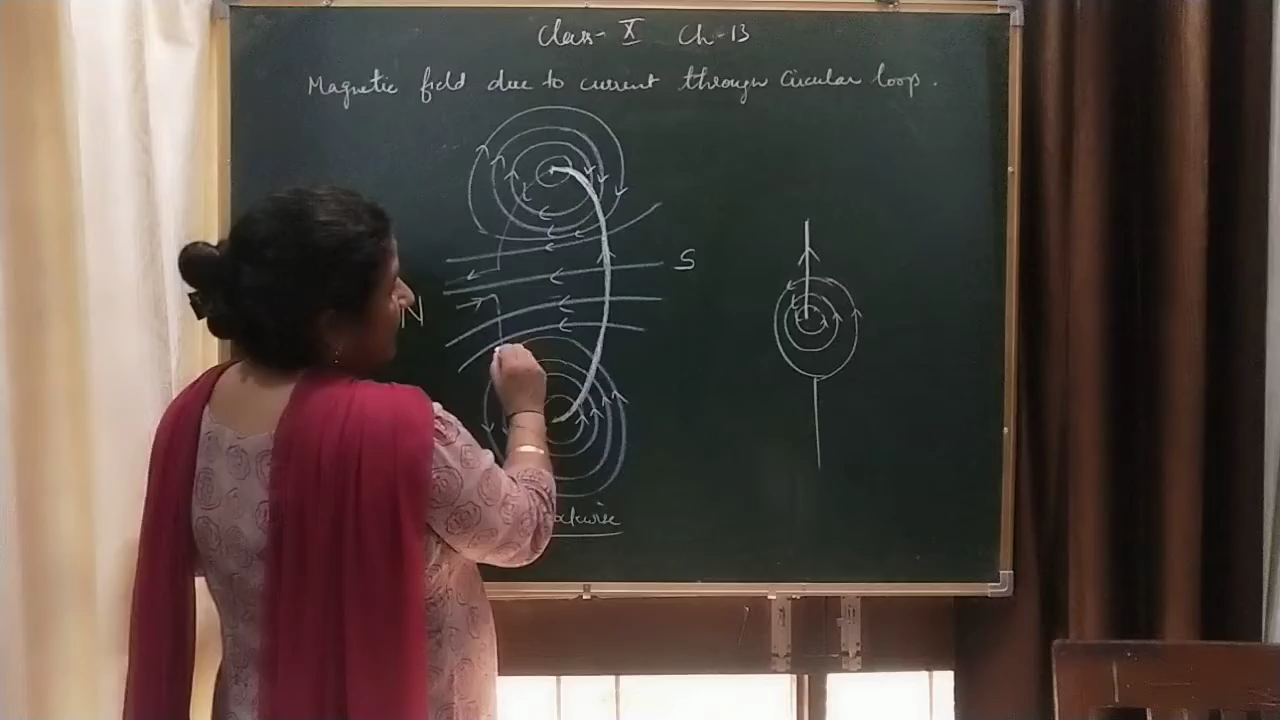 Class- X Ch-13
Magnetic field due to current through Circular loop.
S
N